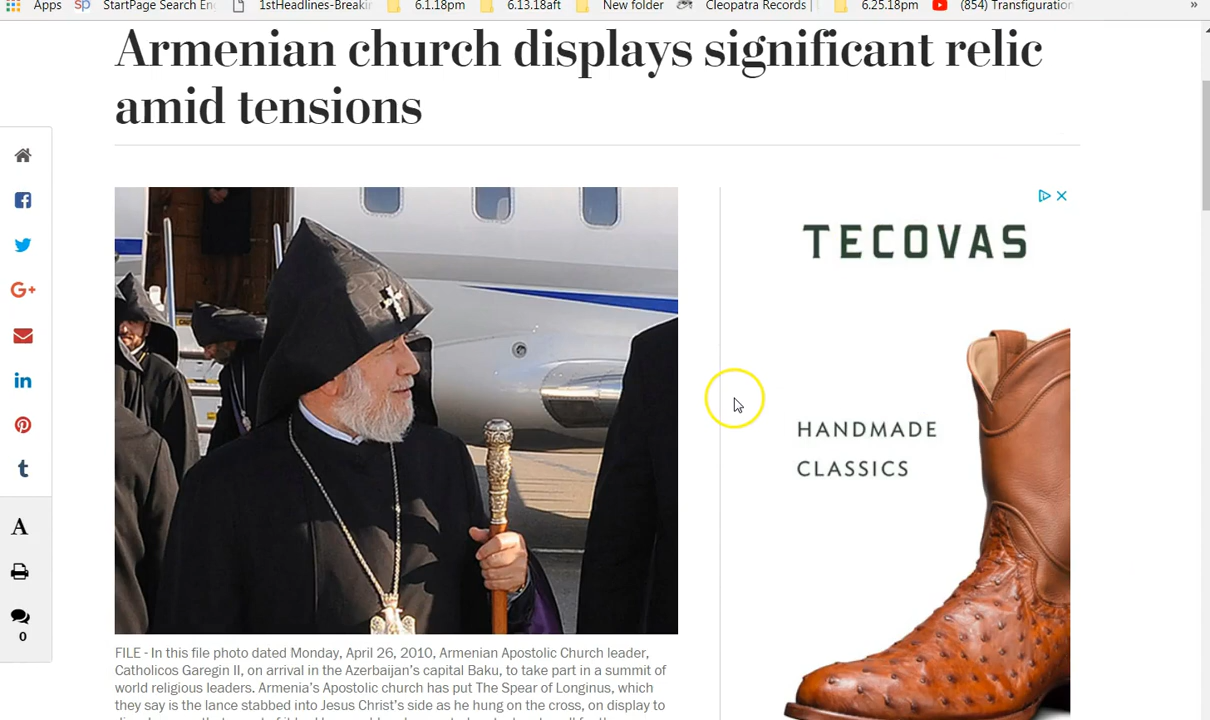 Apps StartPage Search En 1stHeadlines-Breaki 6.1.18pm 6.13.18aft New folder Cleopatra Records | 6.25.18pm (854) Transfiguration »
Armenian church displays significant relic
amid tensions
TECOVAS
HANDMADE
CLASSICS
G+
in
t
A
0
FILE - In this file photo dated Monday, April 26, 2010, Armenian Apostolic Church leader,
Catholicos Garegin II, on arrival in the Azerbaijan's capital Baku, to take part in a summit of
world religious leaders. Armenia's Apostolic church has put The Spear of Longinus, which
they say is the lance stabbed into Jesus Christ's side as he hung on the cross, on display to